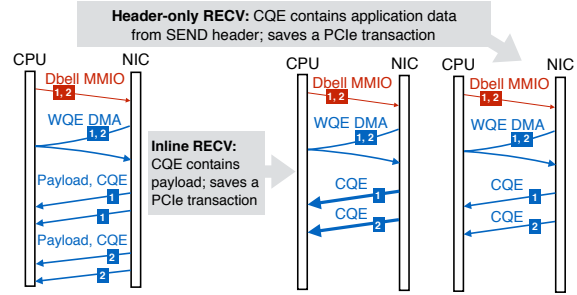 Header-only RECV: CQE contains application data
from SEND header; saves a PCIe transaction
CPU NIC
Dbell MMIO
1, 2
WQE DMA
1, 2
Payload, CQE
1
1
Payload, CQE
2
2
Inline RECV:
CQE contains
payload; saves a
PCIe transaction
CPU NIC
Dbell MMIO
1, 2
WQE DMA
1, 2
CQE
1
CQE
2
CPU NIC
Dbell MMIO
1, 2
WQE DMA
1, 2
CQE
1
CQE
2